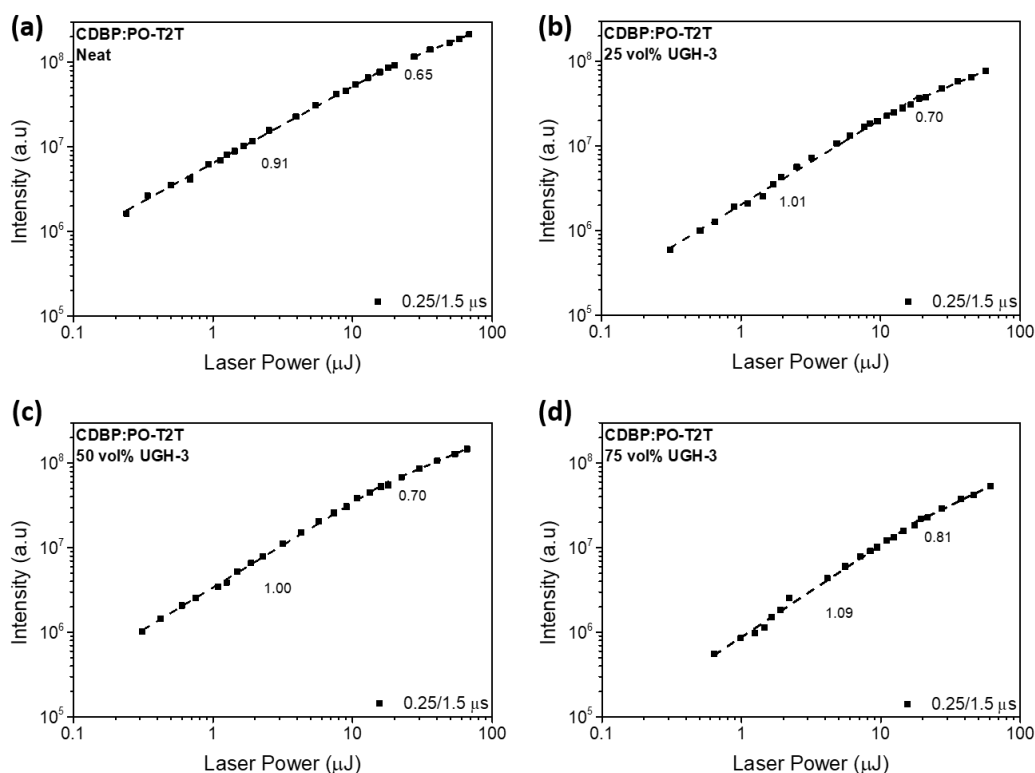 (a)
CDBP:PO-T2T
Neat
10^8
10^7
10^6
10^5
Intensity (a.u)
0.65
0.91
0.25/1.5 μs
0.1
1
10
100
Laser Power (μJ)
(b)
CDBP:PO-T2T
25 vol% UGH-3
10^8
10^7
10^6
10^5
Intensity (a.u)
0.70
1.01
0.25/1.5 μs
0.1
1
10
100
Laser Power (μJ)
(c)
CDBP:PO-T2T
50 vol% UGH-3
10^8
10^7
10^6
10^5
Intensity (a.u)
0.70
1.00
0.25/1.5 μs
0.1
1
10
100
Laser Power (μJ)
(d)
CDBP:PO-T2T
75 vol% UGH-3
10^8
10^7
10^6
10^5
Intensity (a.u)
0.81
1.09
0.25/1.5 μs
0.1
1
10
100
Laser Power (μJ)